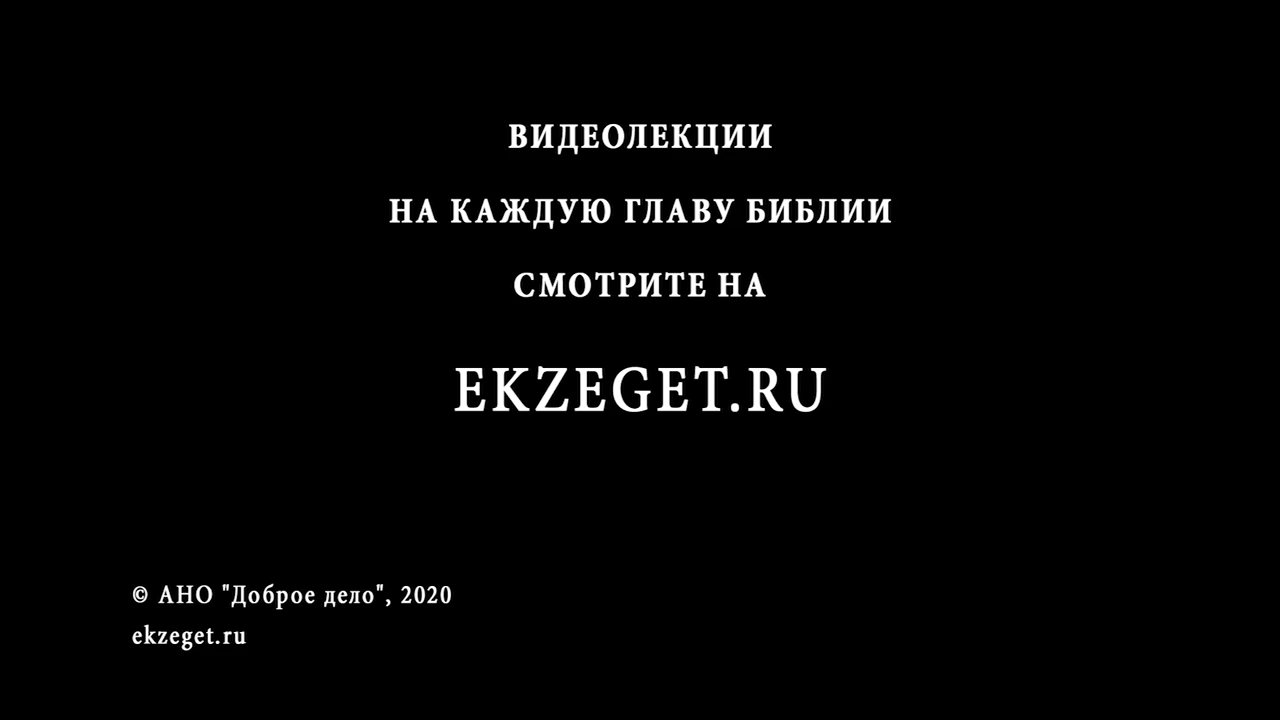 ВИДЕОЛЕКЦИИ
НА КАЖДУЮ ГЛАВУ БИБЛИИ
СМОТРИТЕ НА
EKZEGET.RU
© АНО "Доброе дело", 2020
ekzeget.ru